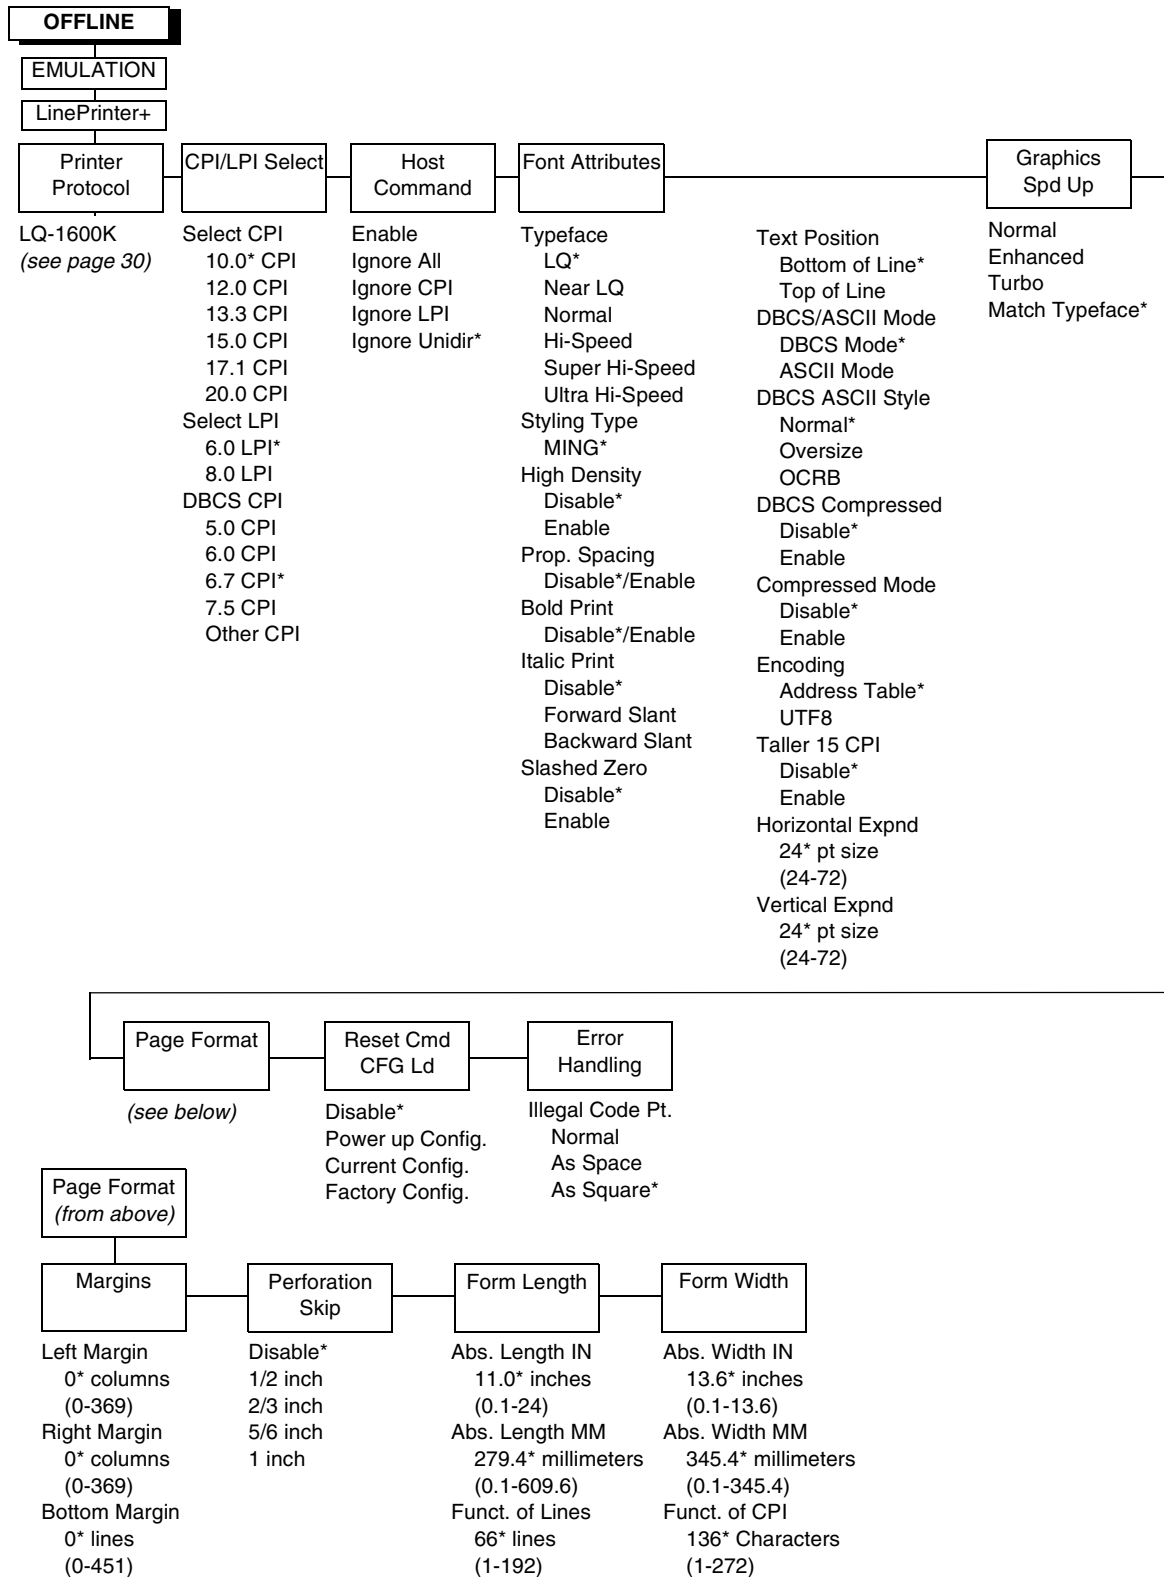 OFFLINE
EMULATION
LinePrinter+
Printer
Protocol
LQ-1600K
(see page 30)
CPI/LPI Select
Select CPI
10.0* CPI
12.0 CPI
13.3 CPI
15.0 CPI
17.1 CPI
20.0 CPI
Select LPI
6.0 LPI*
8.0 LPI
DBCS CPI
5.0 CPI
6.0 CPI
6.7 CPI*
7.5 CPI
Other CPI
Host
Command
Enable
Ignore All
Ignore CPI
Ignore LPI
Ignore Unidir*
Font Attributes
Typeface
LQ*
Near LQ
Normal
Hi-Speed
Super Hi-Speed
Ultra Hi-Speed
Styling Type
MING*
High Density
Disable*
Enable
Prop. Spacing
Disable*/Enable
Bold Print
Disable*/Enable
Italic Print
Disable*
Forward Slant
Backward Slant
Slashed Zero
Disable*
Enable
Text Position
Bottom of Line*
Top of Line
DBCS/ASCII Mode
DBCS Mode*
ASCII Mode
DBCS ASCII Style
Normal*
Oversize
OCRB
DBCS Compressed
Disable*
Enable
Compressed Mode
Disable*
Enable
Encoding
Address Table*
UTF8
Taller 15 CPI
Disable*
Enable
Horizontal Expnd
24* pt size
(24-72)
Vertical Expnd
24* pt size
(24-72)
Graphics
Spd Up
Normal
Enhanced
Turbo
Match Typeface*
Page Format
(see below)
Reset Cmd
CFG Ld
Disable*
Power up Config.
Current Config.
Factory Config.
Error
Handling
Illegal Code Pt.
Normal
As Space
As Square*
Page Format
(from above)
Margins
Left Margin
0* columns
(0-369)
Right Margin
0* columns
(0-369)
Bottom Margin
0* lines
(0-451)
Perforation
Skip
Disable*
1/2 inch
2/3 inch
5/6 inch
1 inch
Form Length
Abs. Length IN
11.0* inches
(0.1-24)
Abs. Length MM
279.4* millimeters
(0.1-609.6)
Funct. of Lines
66* lines
(1-192)
Form Width
Abs. Width IN
13.6* inches
(0.1-13.6)
Abs. Width MM
345.4* millimeters
(0.1-345.4)
Funct. of CPI
136* Characters
(1-272)